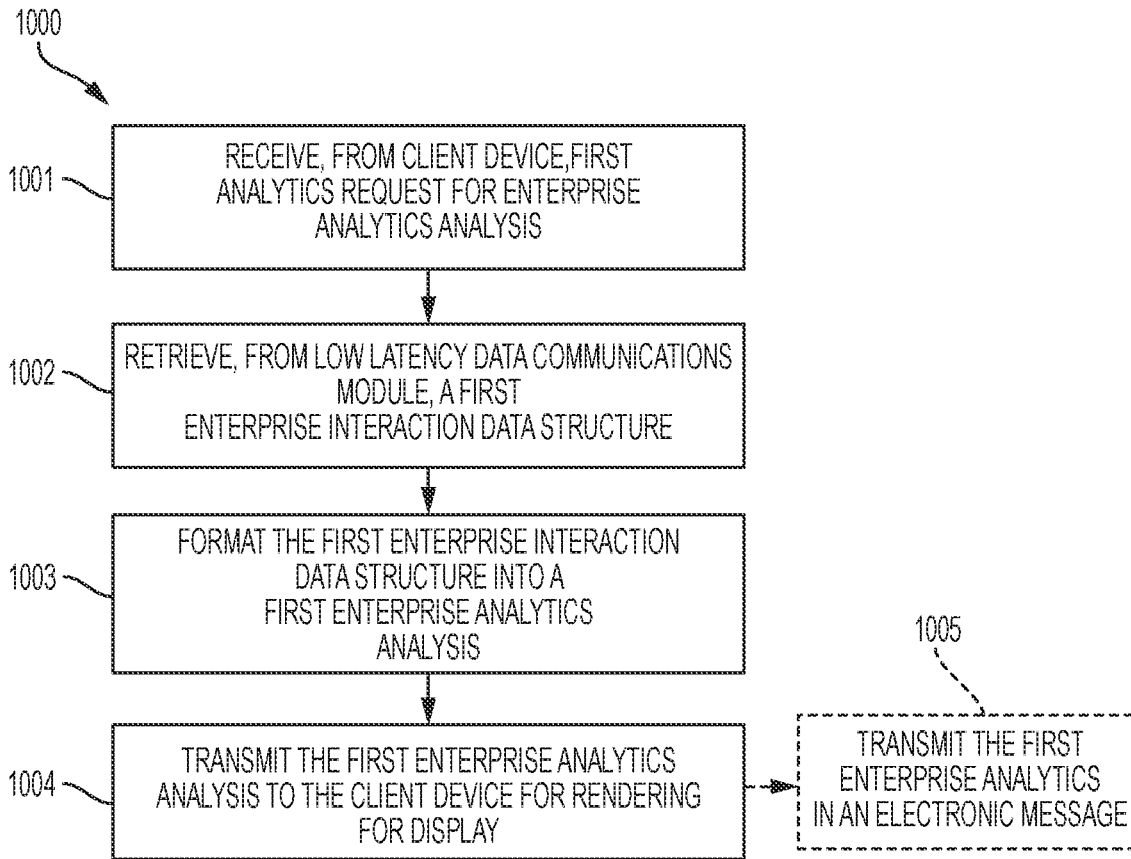 1000
1001
RECEIVE, FROM CLIENT DEVICE,FIRST
ANALYTICS REQUEST FOR ENTERPRISE
ANALYTICS ANALYSIS
1002
RETRIEVE, FROM LOW LATENCY DATA COMMUNICATIONS
MODULE, A FIRST
ENTERPRISE INTERACTION DATA STRUCTURE
1003
FORMAT THE FIRST ENTERPRISE INTERACTION
DATA STRUCTURE INTO A
FIRST ENTERPRISE ANALYTICS
ANALYSIS
1004
TRANSMIT THE FIRST ENTERPRISE ANALYTICS
ANALYSIS TO THE CLIENT DEVICE FOR RENDERING
FOR DISPLAY
1005
TRANSMIT THE FIRST
ENTERPRISE ANALYTICS
IN AN ELECTRONIC MESSAGE